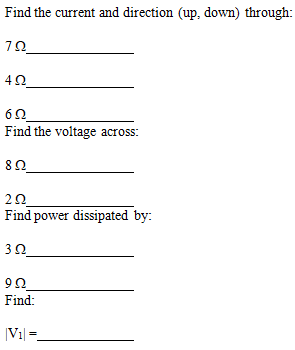 Find the current and direction (up, down) through:
7 Ω_______________
4 Ω_______________
6 Ω_______________
Find the voltage across:
8 Ω_______________
2 Ω_______________
Find power dissipated by:
3 Ω_______________
9 Ω_______________
Find:
|V₁| =______________